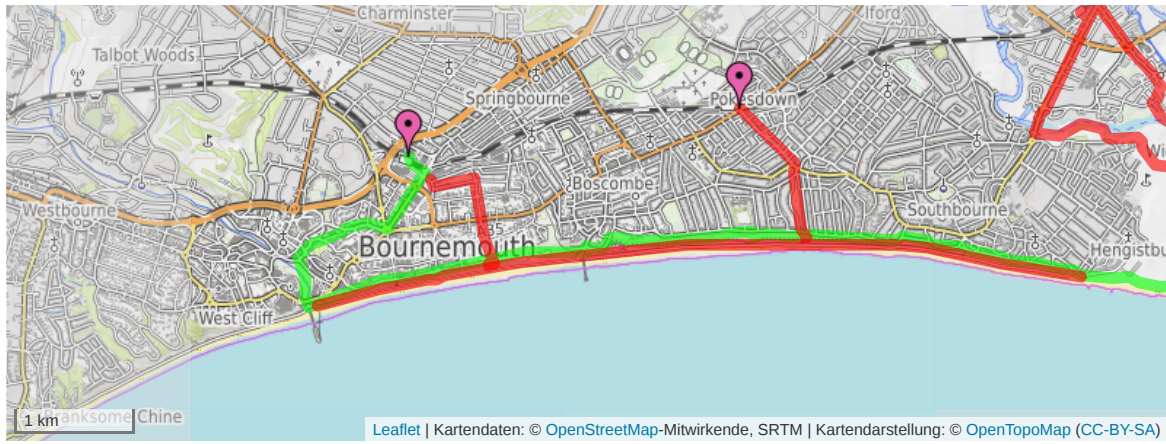 Charminster
Iford
Talbot Woods
Springbourne
Pokesdown
Boscombe
Westbourne
Southbourne
Bournemouth
Hengistbu
West Cliff
Branksome Chine
1 km
Leaflet | Kartendaten: © OpenStreetMap-Mitwirkende, SRTM | Kartendarstellung: © OpenTopoMap (CC-BY-SA)